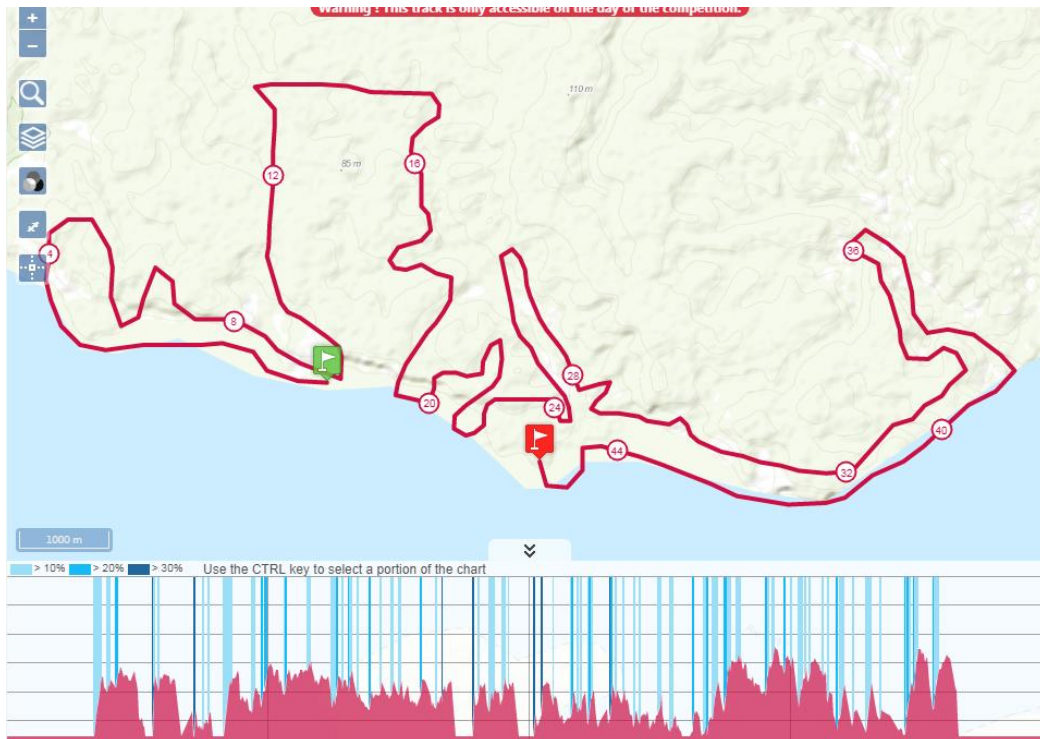 Warning ! This track is only accessible on the day of the competition.
+
−
110 m
85 m
16
12
4
36
8
28
20
24
40
44
32
1000 m
> 10% > 20% > 30% Use the CTRL key to select a portion of the chart